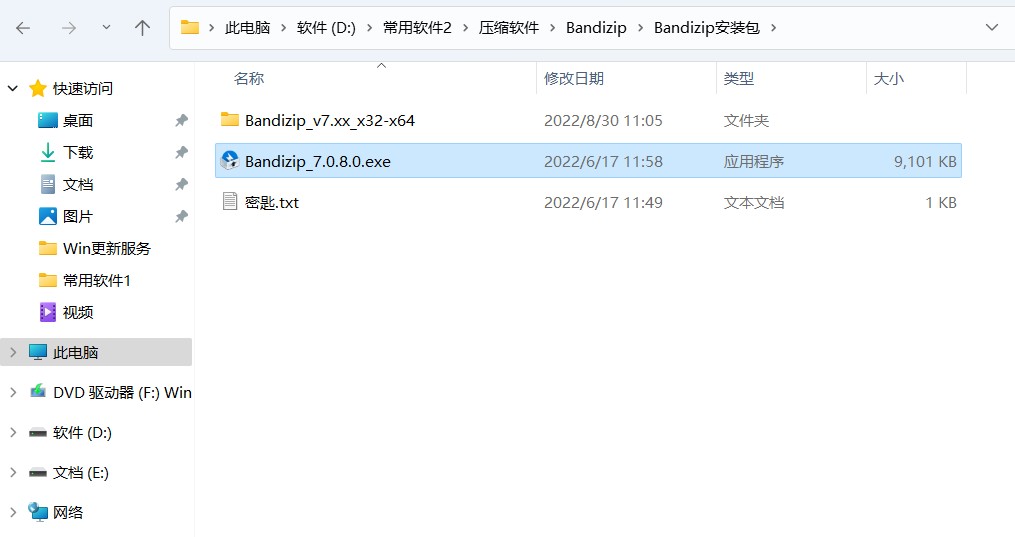 此电脑 > 软件 (D:) > 常用软件2 > 压缩软件 > Bandizip > Bandizip安装包 >
名称 修改日期 类型 大小
Bandizip_v7.xx_x32-x64 2022/8/30 11:05 文件夹
Bandizip_7.0.8.0.exe 2022/6/17 11:58 应用程序 9,101 KB
密匙.txt 2022/6/17 11:49 文本文档 1 KB
快速访问
桌面
下载
文档
图片
Win更新服务
常用软件1
视频
此电脑
DVD 驱动器 (F:) Win
软件 (D:)
文档 (E:)
网络